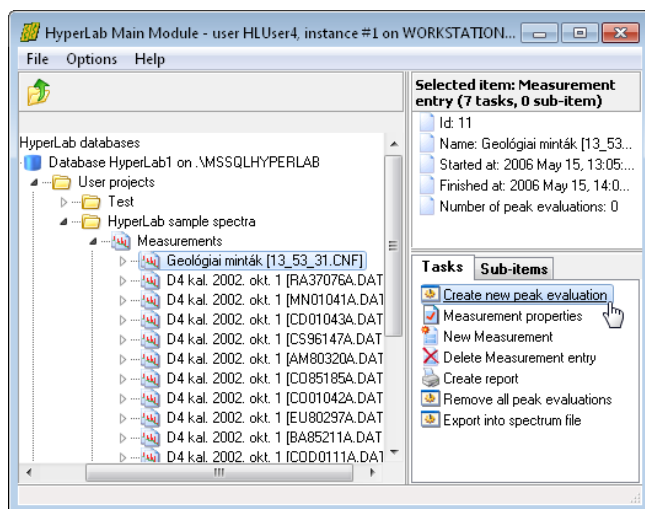 HyperLab Main Module - user HLUser4, instance #1 on WORKSTATION...
File Options Help
HyperLab databases
Database HyperLab1 on .\MSSQLHYPERLAB
User projects
Test
HyperLab sample spectra
Measurements
Geológiai minták [13_53_31.CNF]
D4 kal. 2002. okt. 1 [RA37076A.DAT
D4 kal. 2002. okt. 1 [MN01041A.DAT
D4 kal. 2002. okt. 1 [CD01043A.DAT
D4 kal. 2002. okt. 1 [CS96147A.DAT
D4 kal. 2002. okt. 1 [AM80320A.DAT
D4 kal. 2002. okt. 1 [CO85185A.DAT
D4 kal. 2002. okt. 1 [CO01042A.DAT
D4 kal. 2002. okt. 1 [EU80297A.DAT
D4 kal. 2002. okt. 1 [BA85211A.DAT
D4 kal. 2002. okt. 1 [COD0111A.DAT
Selected item: Measurement
entry (7 tasks, 0 sub-item)
Id: 11
Name: Geológiai minták [13_53...
Started at: 2006 May 15, 13:05:...
Finished at: 2006 May 15, 14:0...
Number of peak evaluations: 0
Tasks Sub-items
Create new peak evaluation
Measurement properties
New Measurement
Delete Measurement entry
Create report
Remove all peak evaluations
Export into spectrum file